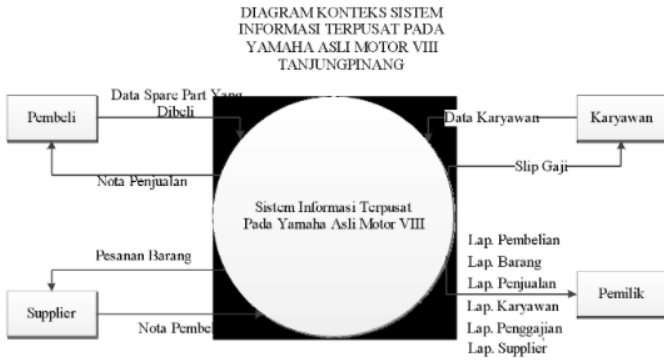 DIAGRAM KONTEKS SISTEM
INFORMASI TERPUSAT PADA
YAMAHA ASLI MOTOR VIII
TANJUNGPINANG
Data Spare Part Yang
Dibeli
Pembeli
Data Karyawan
Karyawan
Nota Penjualan
Slip Gaji
Sistem Informasi Terpusat
Pada Yamaha Asli Motor VIII
Pesanan Barang
Lap. Pembelian
Lap. Barang
Lap. Penjualan
Lap. Karyawan
Lap. Penggajian
Lap. Supplier
Pemilik
Supplier
Nota Pembel